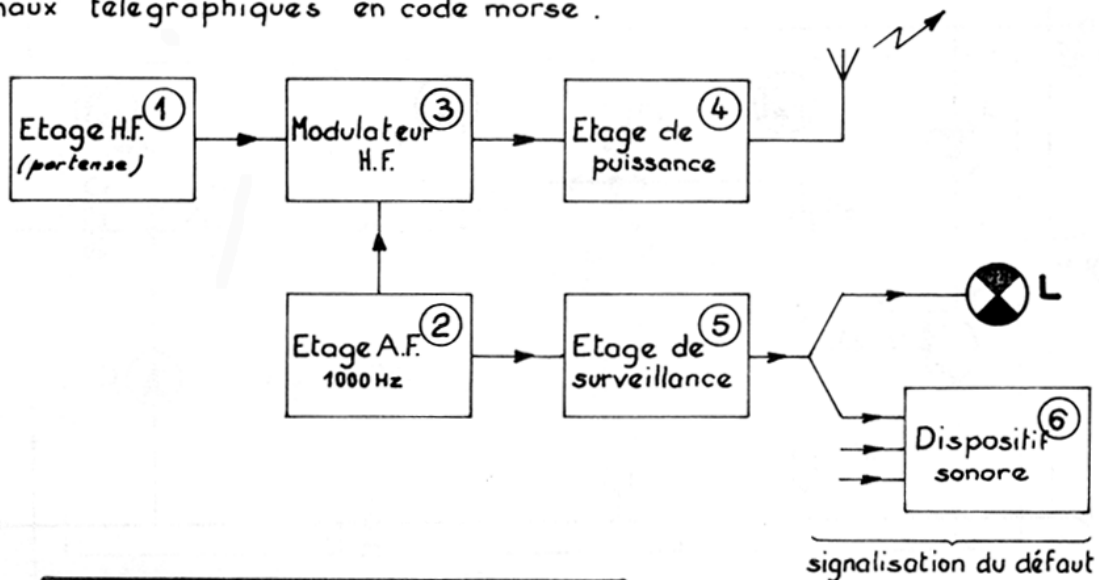 naux télégraphiques en code morse.
1
Etage H.F.
(portense)
3
Modulateur
H.F.
4
Etage de
puissance
2
Etage A.F.
1000 Hz
5
Etage de
surveillance
L
6
Dispositif
sonore
signalisation du défaut